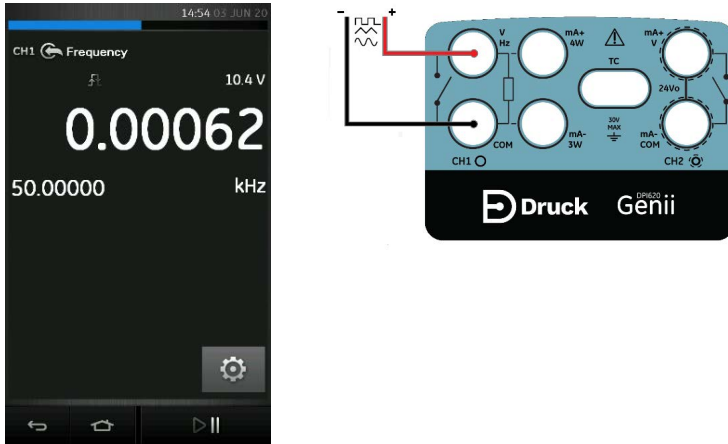 14:54 03 JUN 20
CH1 Frequency
10.4 V
0.00062
50.00000 kHz
- +
V
Hz
mA+
4W
TC
mA+
V
24Vo
COM
mA-
3W
30V
MAX
mA-
COM
CH1
CH2
Druck
DPI620
Genii